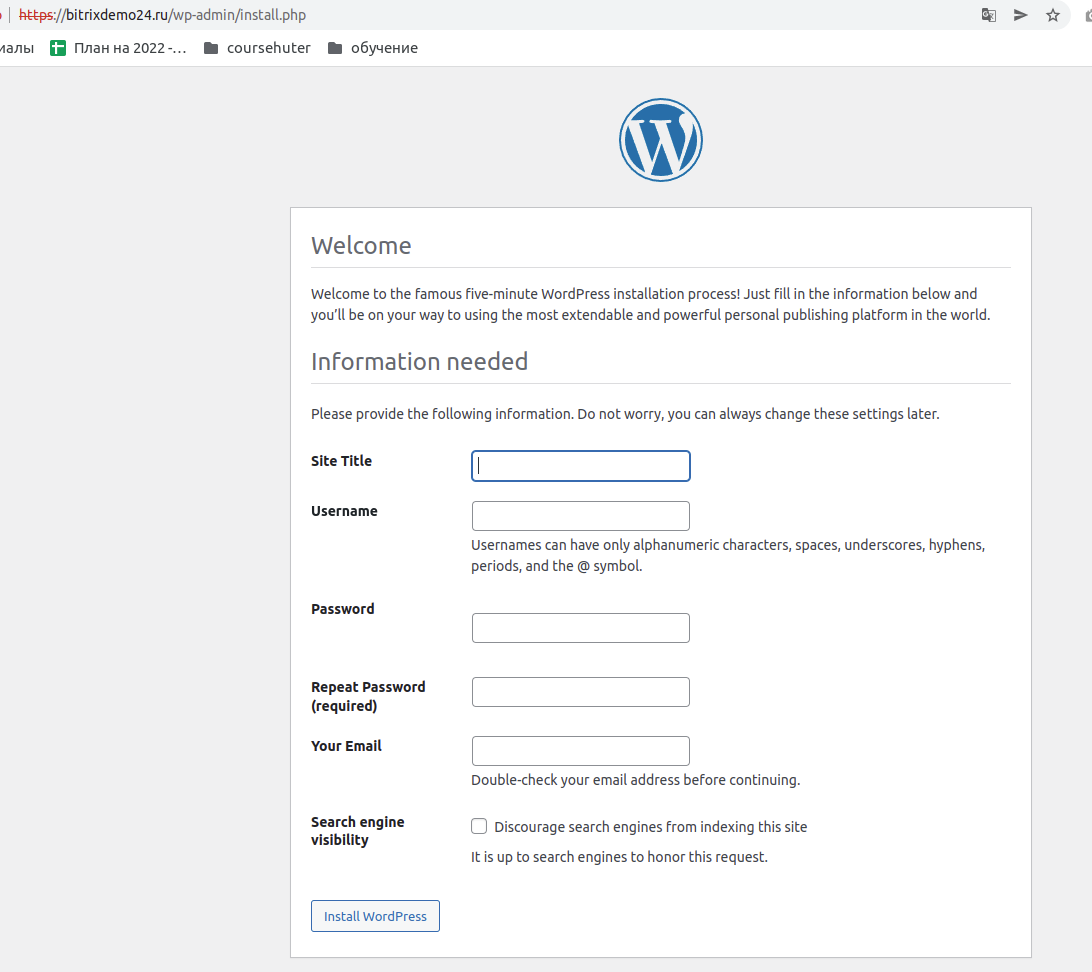 https://bitrixdemo24.ru/wp-admin/install.php
План на 2022 -… coursehuter обучение
Welcome
Welcome to the famous five-minute WordPress installation process! Just fill in the information below and
you’ll be on your way to using the most extendable and powerful personal publishing platform in the world.
Information needed
Please provide the following information. Do not worry, you can always change these settings later.
Site Title
Username
Usernames can have only alphanumeric characters, spaces, underscores, hyphens,
periods, and the @ symbol.
Password
Repeat Password
(required)
Your Email
Double-check your email address before continuing.
Search engine
visibility
Discourage search engines from indexing this site
It is up to search engines to honor this request.
Install WordPress